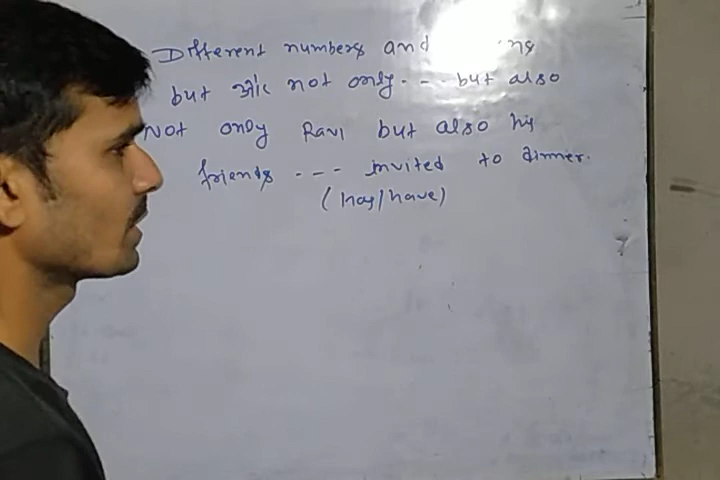 Different numbers and
but और not only - - but also
Not only Ravi but also his
friends - - - invited to dinner.
(has/have)